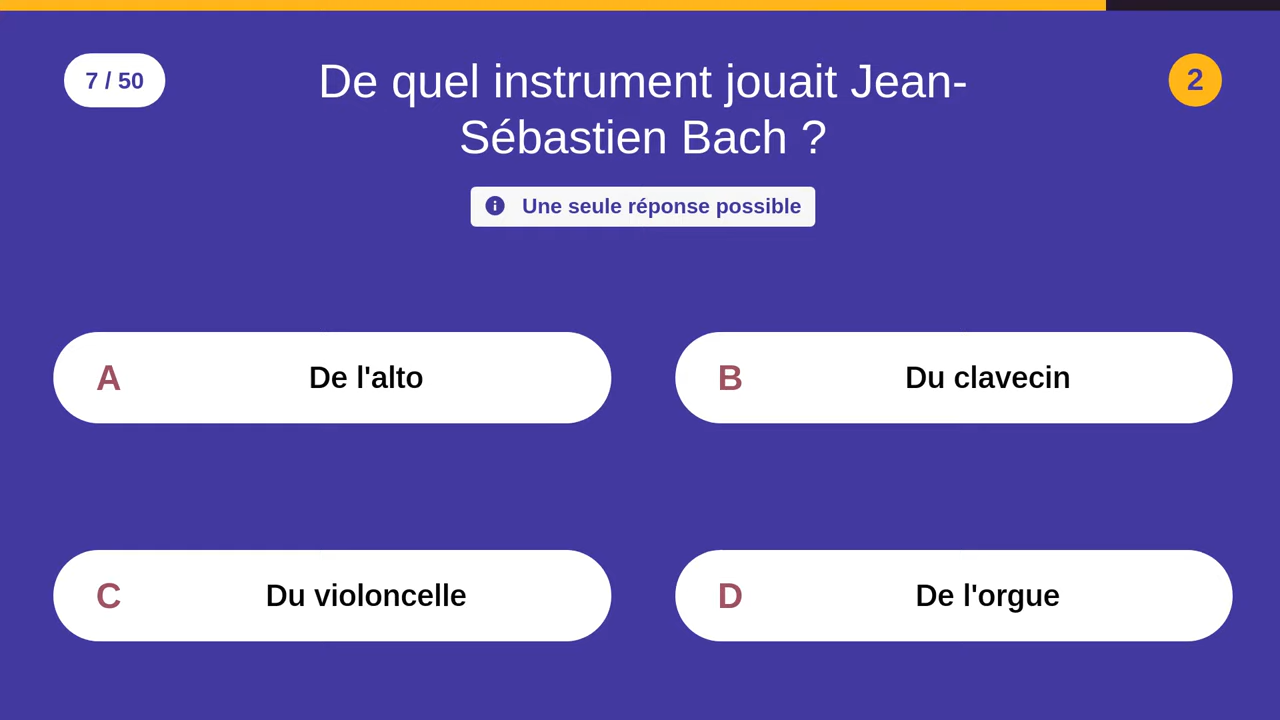 7 / 50
De quel instrument jouait Jean-
Sébastien Bach ?
2
Une seule réponse possible
A De l'alto
B Du clavecin
C Du violoncelle
D De l'orgue